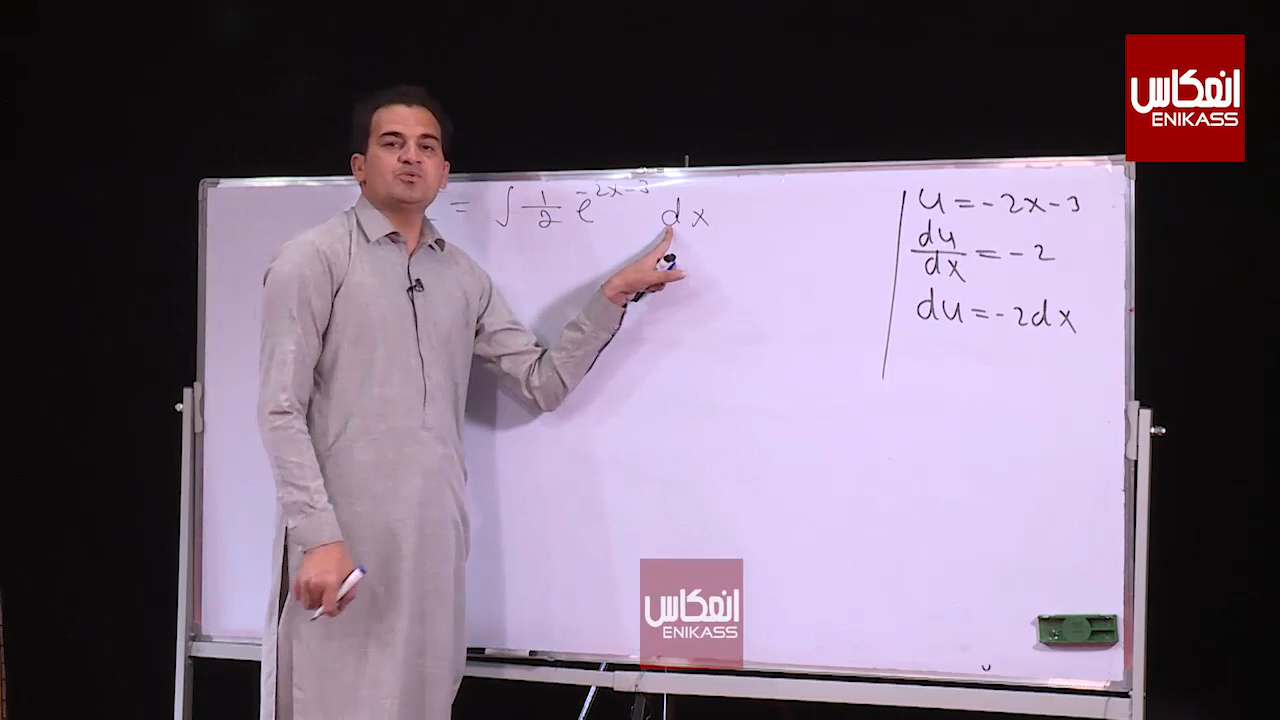 انعکاس
ENIKASS
= ∫ 1/2 e^{-2x-3} dx
u = -2x-3
du/dx = -2
du = -2dx
انعکاس
ENIKASS